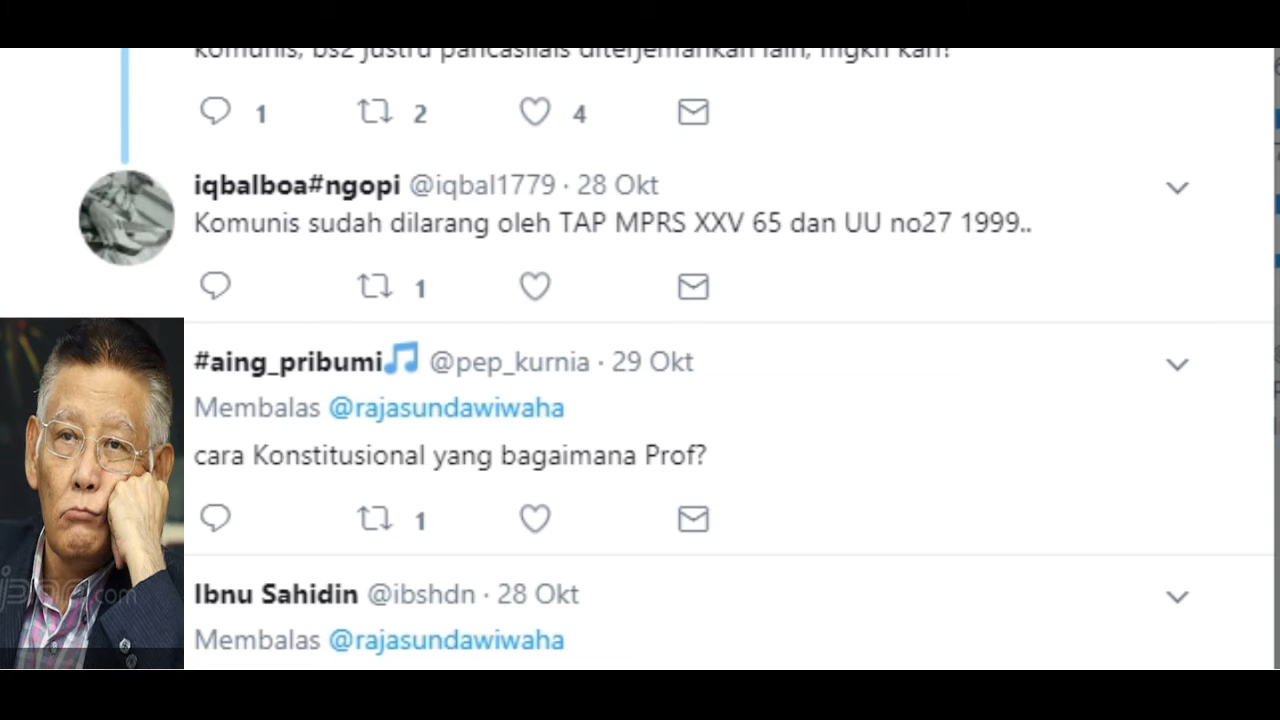 komunis, bs2 justru pancasilais diterjemahkan lain, mgkn kan?
1 2 4
iqbalboa#ngopi @iqbal1779 · 28 Okt
Komunis sudah dilarang oleh TAP MPRS XXV 65 dan UU no27 1999..
1
#aing_pribumi🎵 @pep_kurnia · 29 Okt
Membalas @rajasundawiwaha
cara Konstitusional yang bagaimana Prof?
1
Ibnu Sahidin @ibshdn · 28 Okt
Membalas @rajasundawiwaha
.com